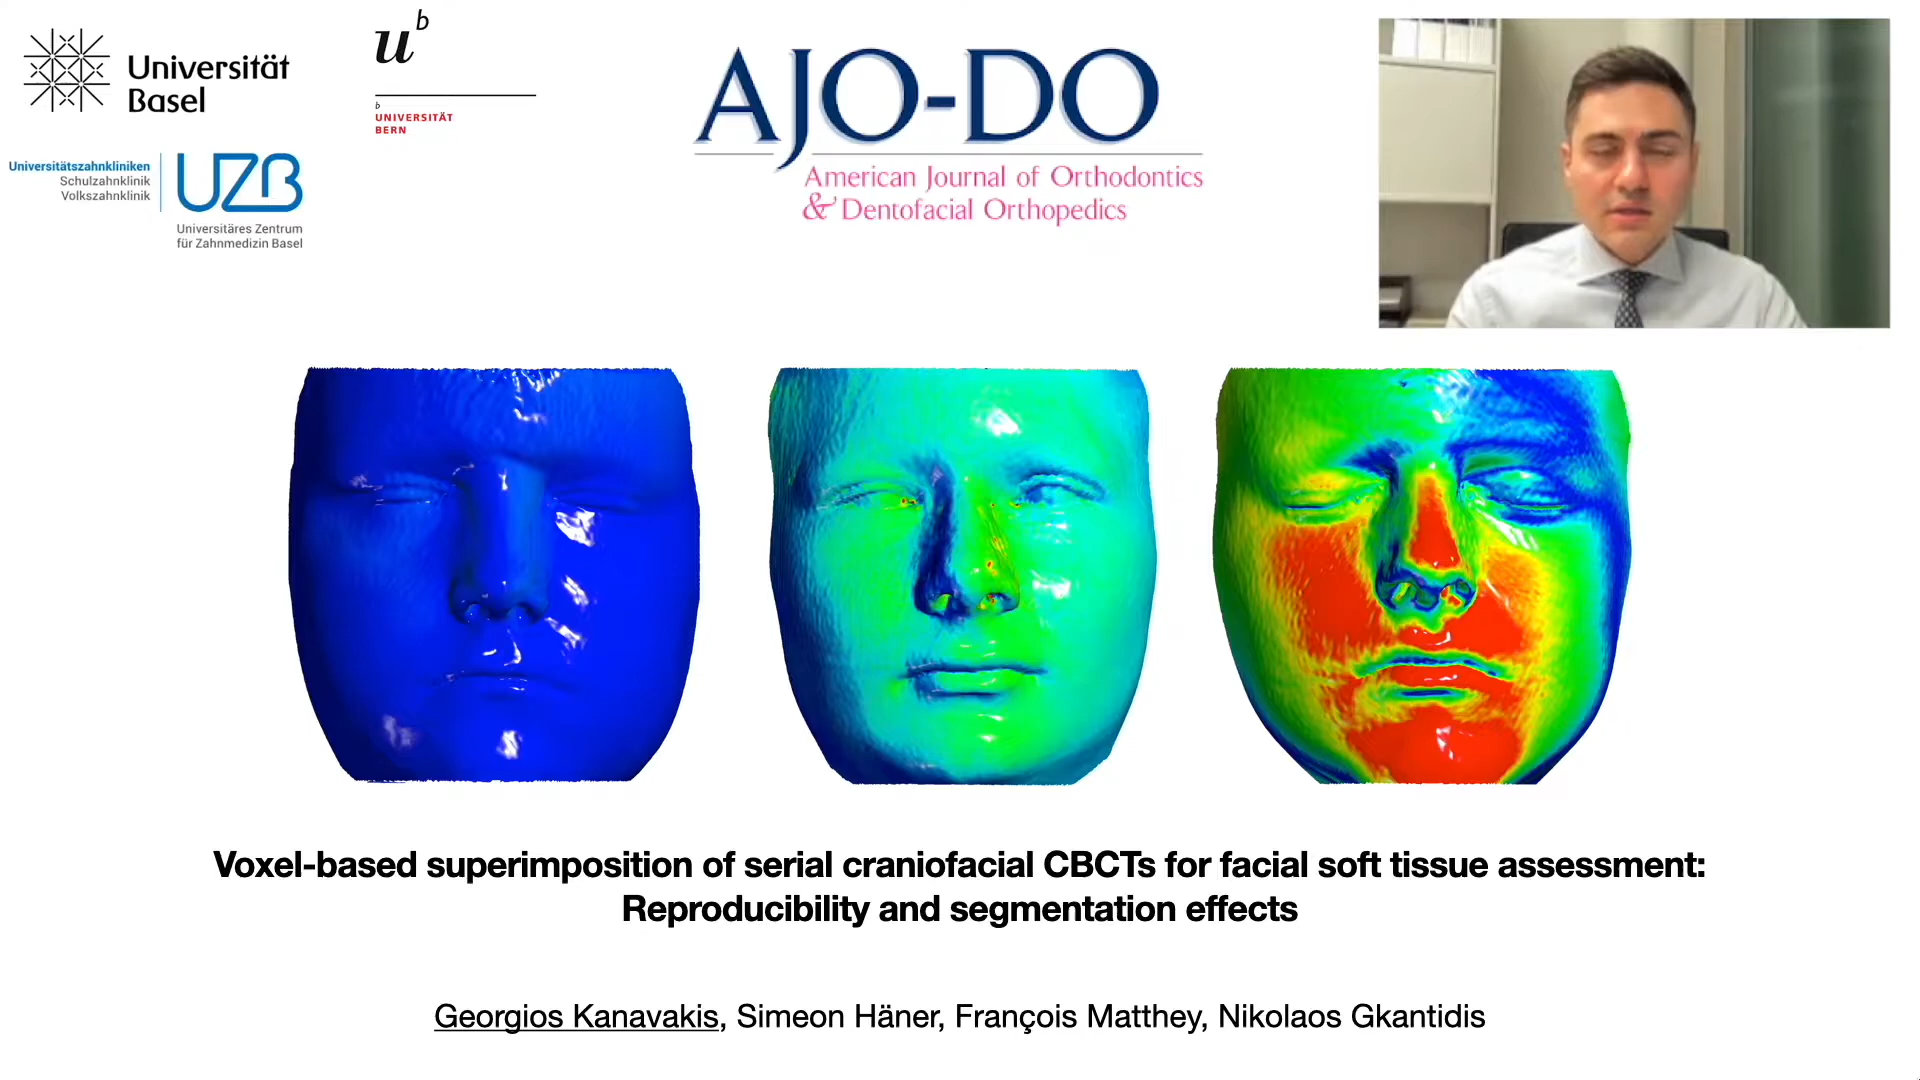 Universität
Basel
u^b
b
UNIVERSITÄT
BERN
Universitätszahnkliniken
Schulzahnklinik
Volkszahnklinik
UZB
Universitäres Zentrum
für Zahnmedizin Basel
AJO-DO
American Journal of Orthodontics
& Dentofacial Orthopedics
Voxel-based superimposition of serial craniofacial CBCTs for facial soft tissue assessment:
Reproducibility and segmentation effects
Georgios Kanavakis, Simeon Häner, François Matthey, Nikolaos Gkantidis